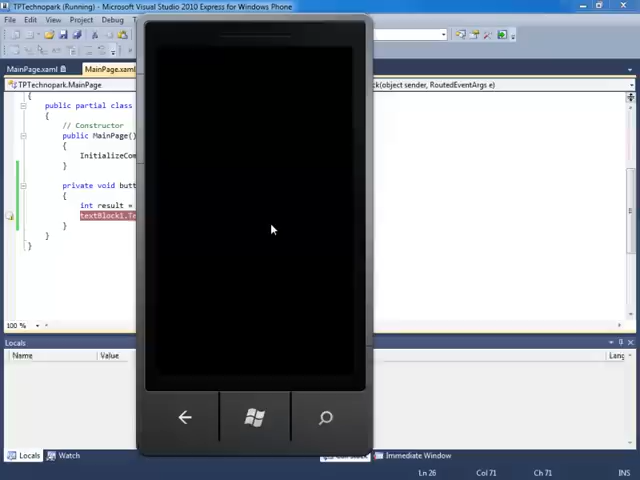 TPTechnopark (Running) - Microsoft Visual Studio 2010 Express for Windows Phone
File Edit View Project Debug
MainPage.xaml MainPage.xaml
TPTechnopark.MainPage ck(object sender, RoutedEventArgs e)
{
public partial class
{
// Constructor
public MainPage()
{
InitializeCom
}
private void butt
{
int result =
textBlock1.Te
}
}
}
100 %
Locals
Name Value Lang
Locals Watch Immediate Window
Ln 26 Col 71 Ch 71 INS